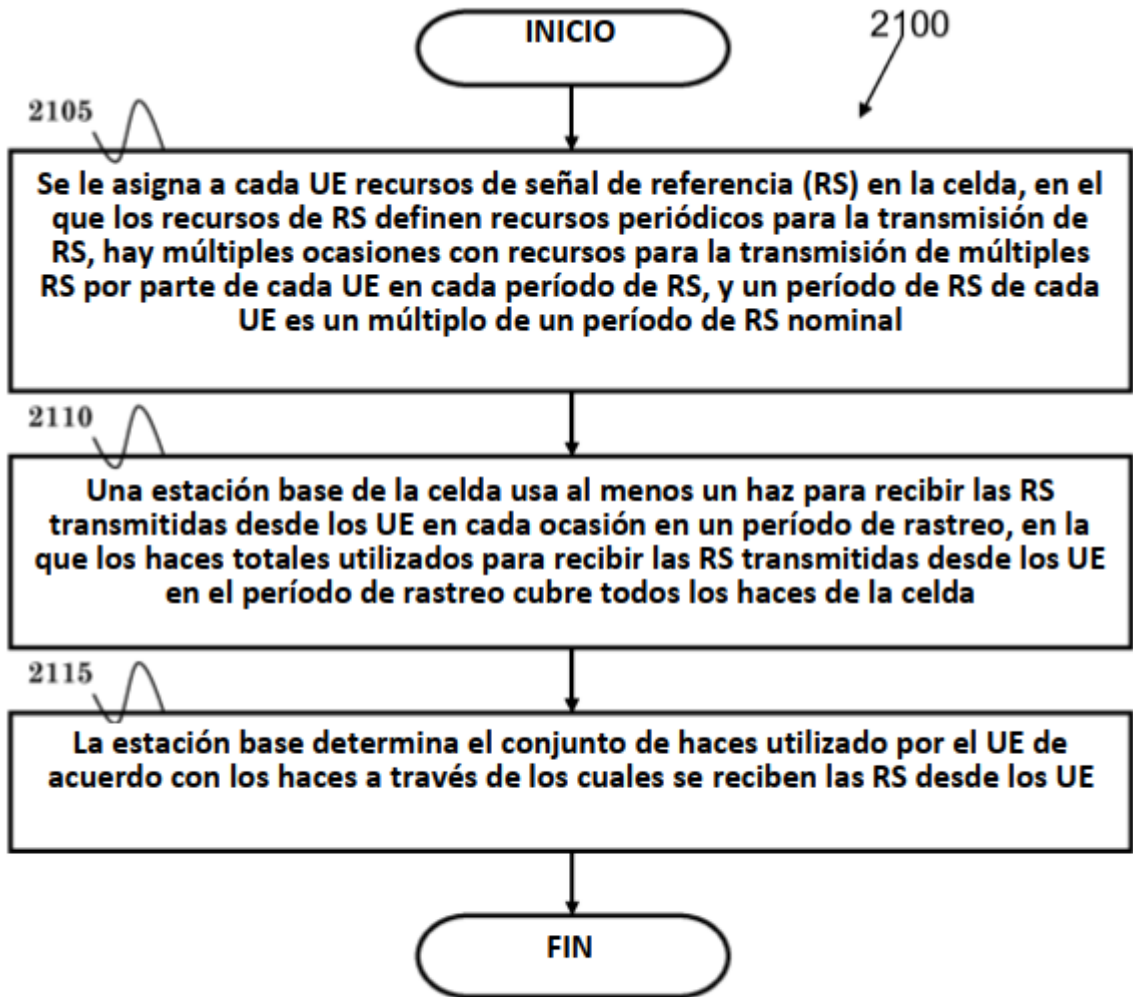 INICIO
2100
2105
Se le asigna a cada UE recursos de señal de referencia (RS) en la celda, en el
que los recursos de RS definen recursos periódicos para la transmisión de
RS, hay múltiples ocasiones con recursos para la transmisión de múltiples
RS por parte de cada UE en cada período de RS, y un período de RS de cada
UE es un múltiplo de un período de RS nominal
2110
Una estación base de la celda usa al menos un haz para recibir las RS
transmitidas desde los UE en cada ocasión en un período de rastreo, en la
que los haces totales utilizados para recibir las RS transmitidas desde los UE
en el período de rastreo cubre todos los haces de la celda
2115
La estación base determina el conjunto de haces utilizado por el UE de
acuerdo con los haces a través de los cuales se reciben las RS desde los UE
FIN